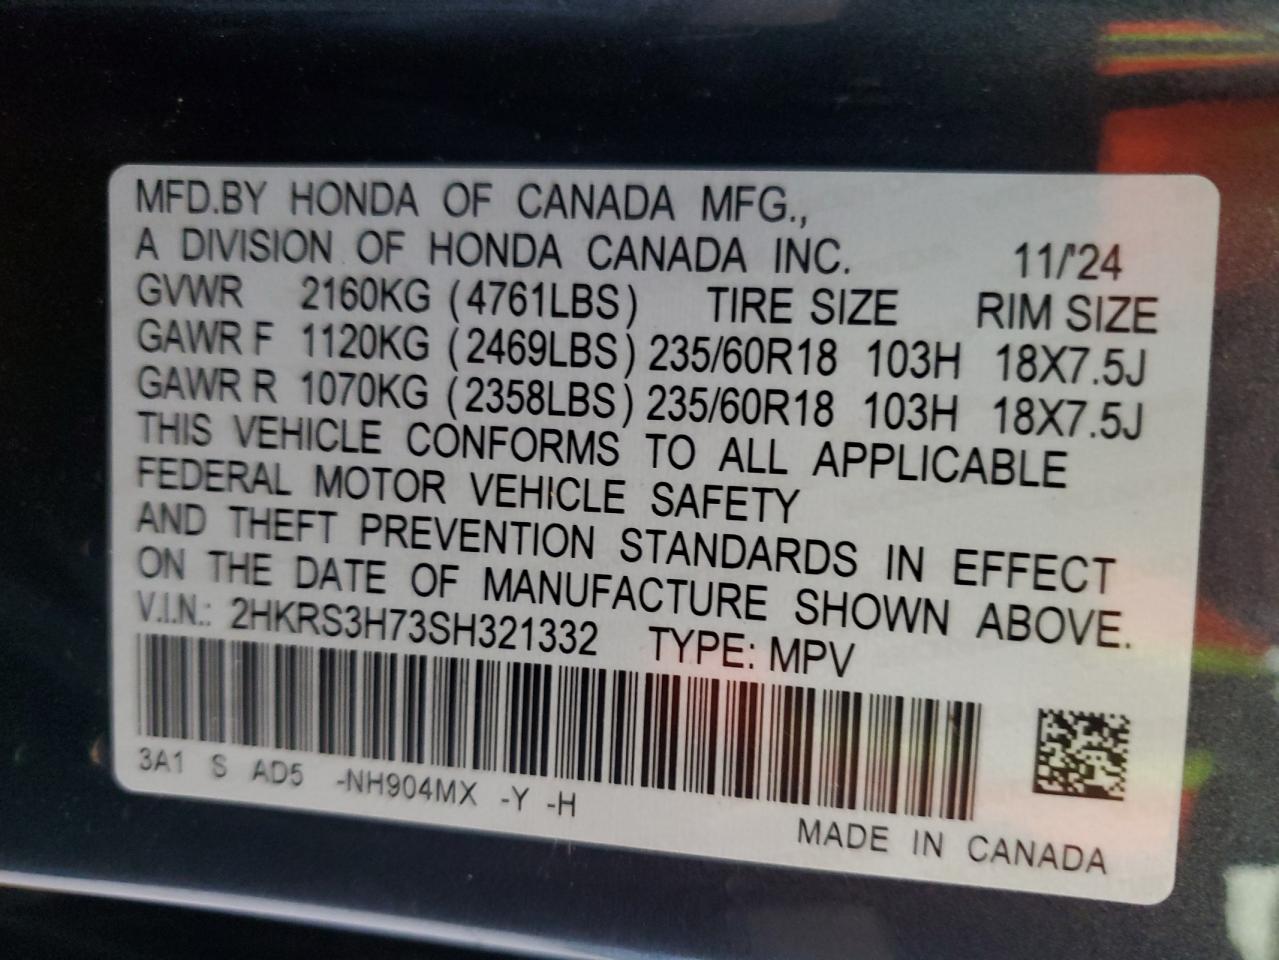 MFD.BY HONDA OF CANADA MFG.,
A DIVISION OF HONDA CANADA INC. 11/'24
GVWR 2160KG (4761LBS) TIRE SIZE RIM SIZE
GAWR F 1120KG (2469LBS) 235/60R18 103H 18X7.5J
GAWR R 1070KG (2358LBS) 235/60R18 103H 18X7.5J
THIS VEHICLE CONFORMS TO ALL APPLICABLE
FEDERAL MOTOR VEHICLE SAFETY
AND THEFT PREVENTION STANDARDS IN EFFECT
ON THE DATE OF MANUFACTURE SHOWN ABOVE.
V.I.N.: 2HKRS3H73SH321332 TYPE: MPV
3A1 S AD5 -NH904MX -Y -H
MADE IN CANADA